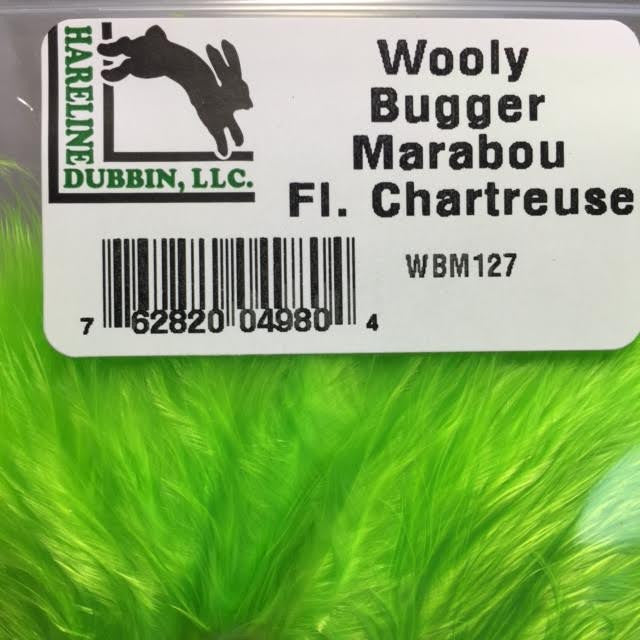 HARELINE
DUBBIN, LLC.
Wooly
Bugger
Marabou
Fl. Chartreuse
WBM127
7 62820 04980 4